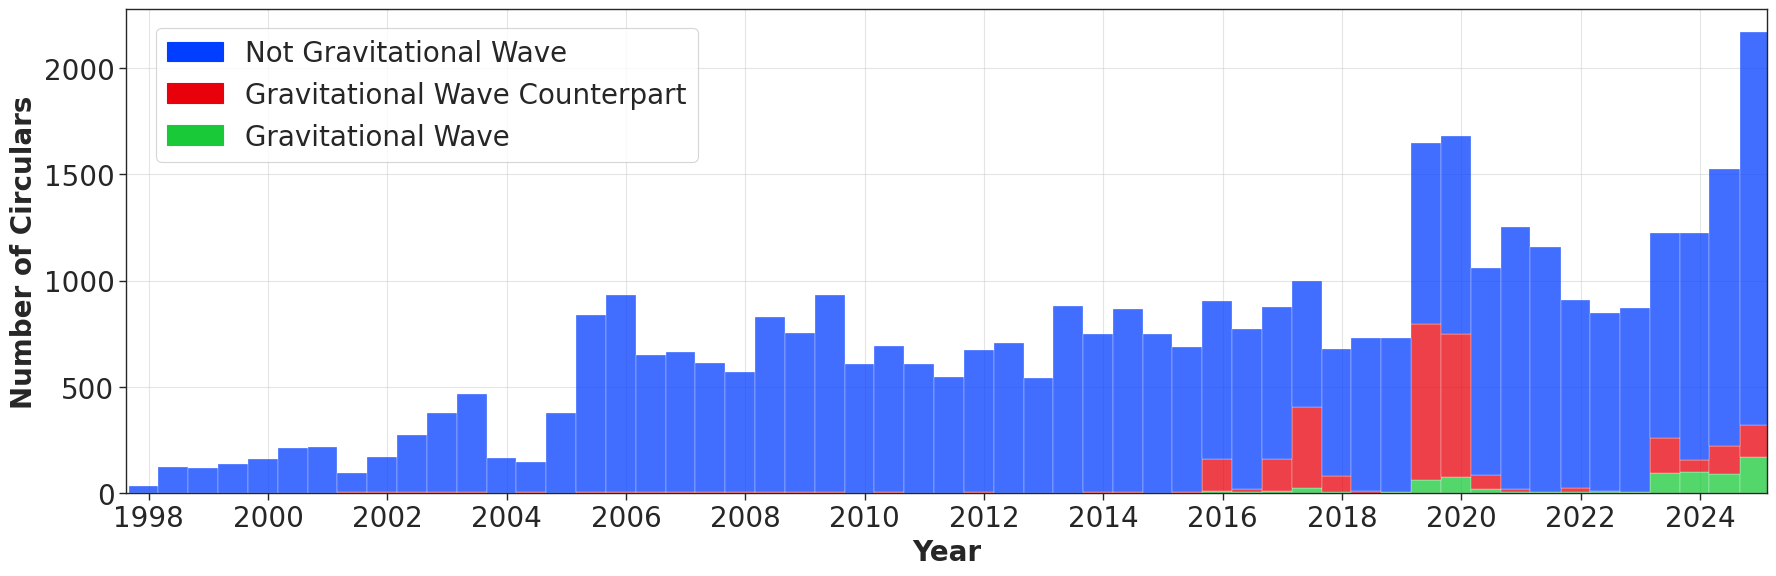 Not Gravitational Wave
Gravitational Wave Counterpart
Gravitational Wave
Number of Circulars
2000
1500
1000
500
0
1998 2000 2002 2004 2006 2008 2010 2012 2014 2016 2018 2020 2022 2024
Year